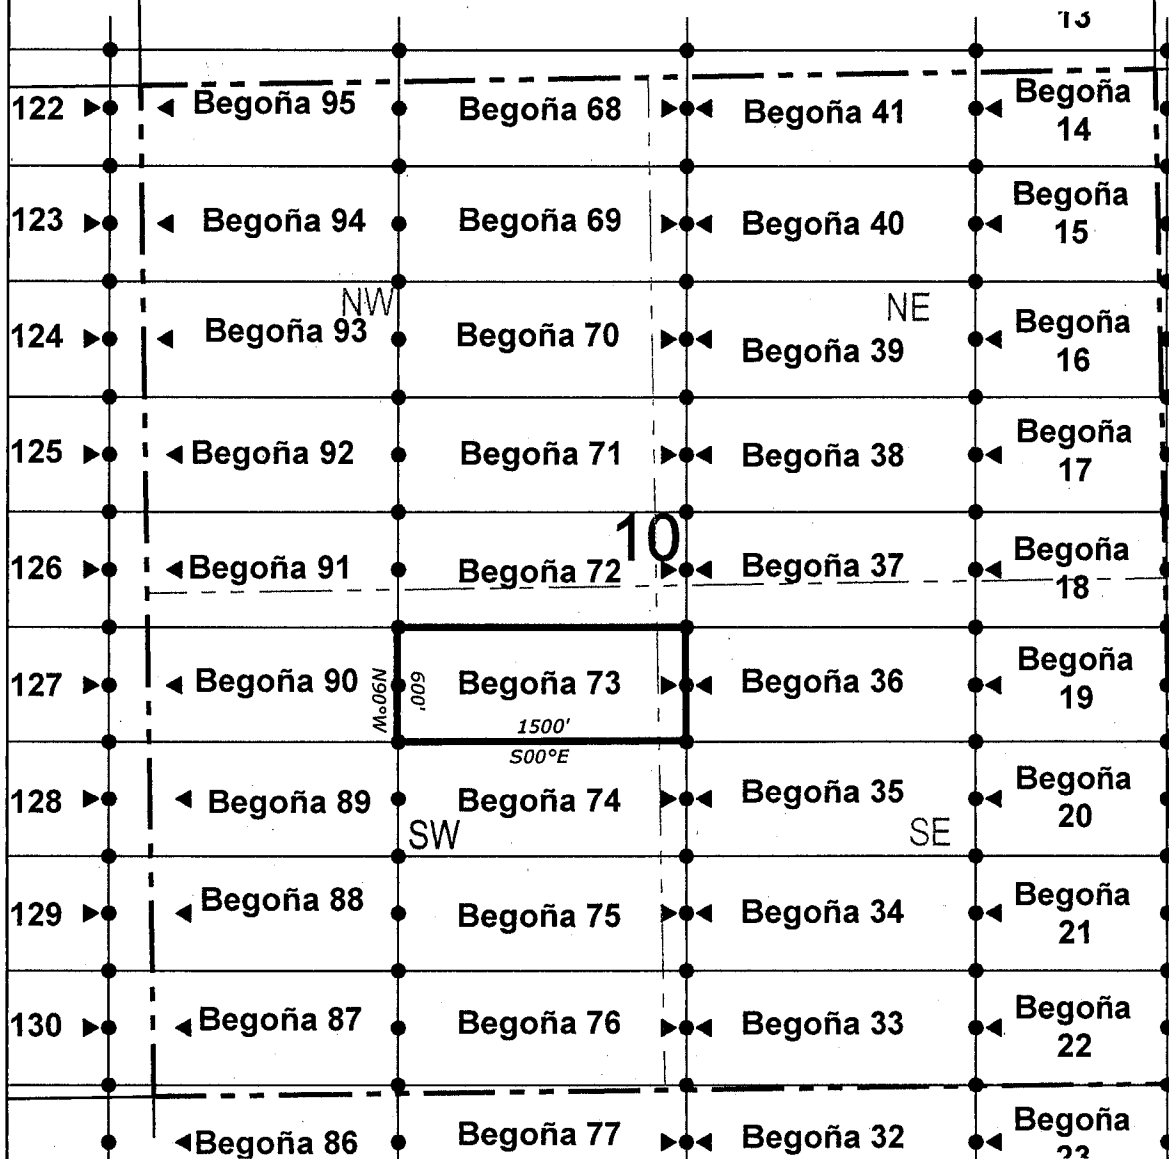 13
122 Begoña 95 Begoña 68 Begoña 41 Begoña
14
123 Begoña 94 Begoña 69 Begoña 40 Begoña
15
NW NE
124 Begoña 93 Begoña 70 Begoña 39 Begoña
16
125 Begoña 92 Begoña 71 Begoña 38 Begoña
17
10
126 Begoña 91 Begoña 72 Begoña 37 Begoña
18
127 Begoña 90 N90°W 600' Begoña 73 Begoña 36 Begoña
19
1500'
S00°E
128 Begoña 89 Begoña 74 Begoña 35 Begoña
20
SW SE
129 Begoña 88 Begoña 75 Begoña 34 Begoña
21
130 Begoña 87 Begoña 76 Begoña 33 Begoña
22
Begoña 86 Begoña 77 Begoña 32 Begoña
23